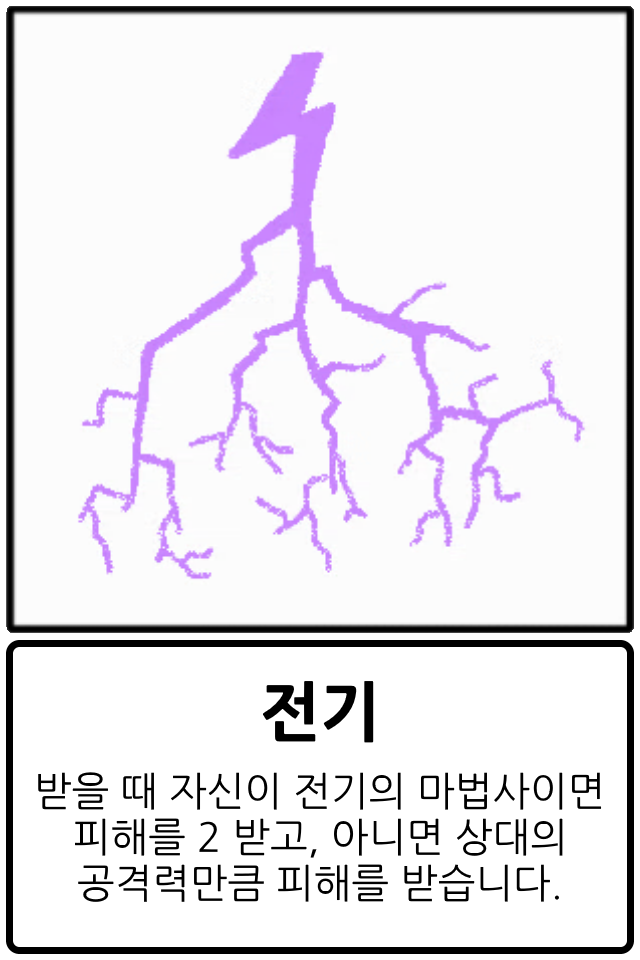 전기
받을 때 자신이 전기의 마법사이면
피해를 2 받고, 아니면 상대의
공격력만큼 피해를 받습니다.